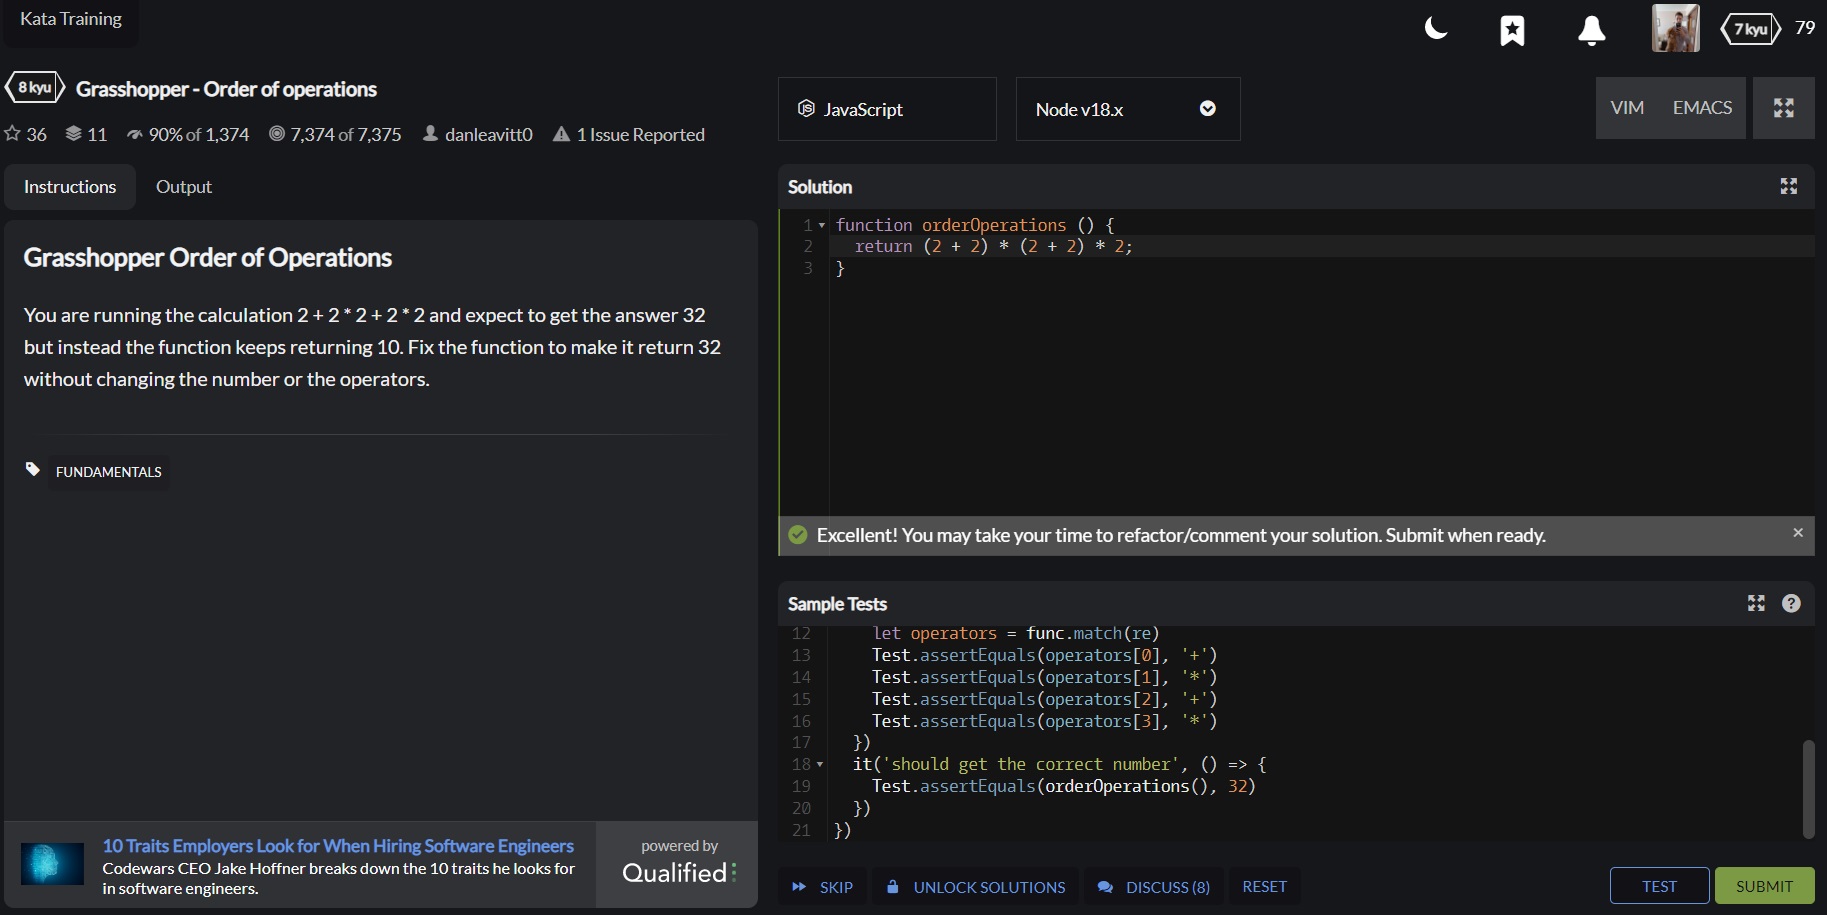 Kata Training
7 kyu 79
8 kyu Grasshopper - Order of operations
36 11 90% of 1,374 7,374 of 7,375 danleavitt0 1 Issue Reported
JS JavaScript
Node v18.x
VIM EMACS
Instructions Output
Grasshopper Order of Operations
You are running the calculation 2 + 2 * 2 + 2 * 2 and expect to get the answer 32
but instead the function keeps returning 10. Fix the function to make it return 32
without changing the number or the operators.
FUNDAMENTALS
10 Traits Employers Look for When Hiring Software Engineers
Codewars CEO Jake Hoffner breaks down the 10 traits he looks for
in software engineers.
powered by
Qualified
Solution
1 function orderOperations () {
2   return (2 + 2) * (2 + 2) * 2;
3 }
Excellent! You may take your time to refactor/comment your solution. Submit when ready.
Sample Tests
12     let operators = func.match(re)
13     Test.assertEquals(operators[0], '+')
14     Test.assertEquals(operators[1], '*')
15     Test.assertEquals(operators[2], '+')
16     Test.assertEquals(operators[3], '*')
17   })
18   it('should get the correct number', () => {
19     Test.assertEquals(orderOperations(), 32)
20   })
21 })
SKIP UNLOCK SOLUTIONS DISCUSS (8) RESET
TEST SUBMIT